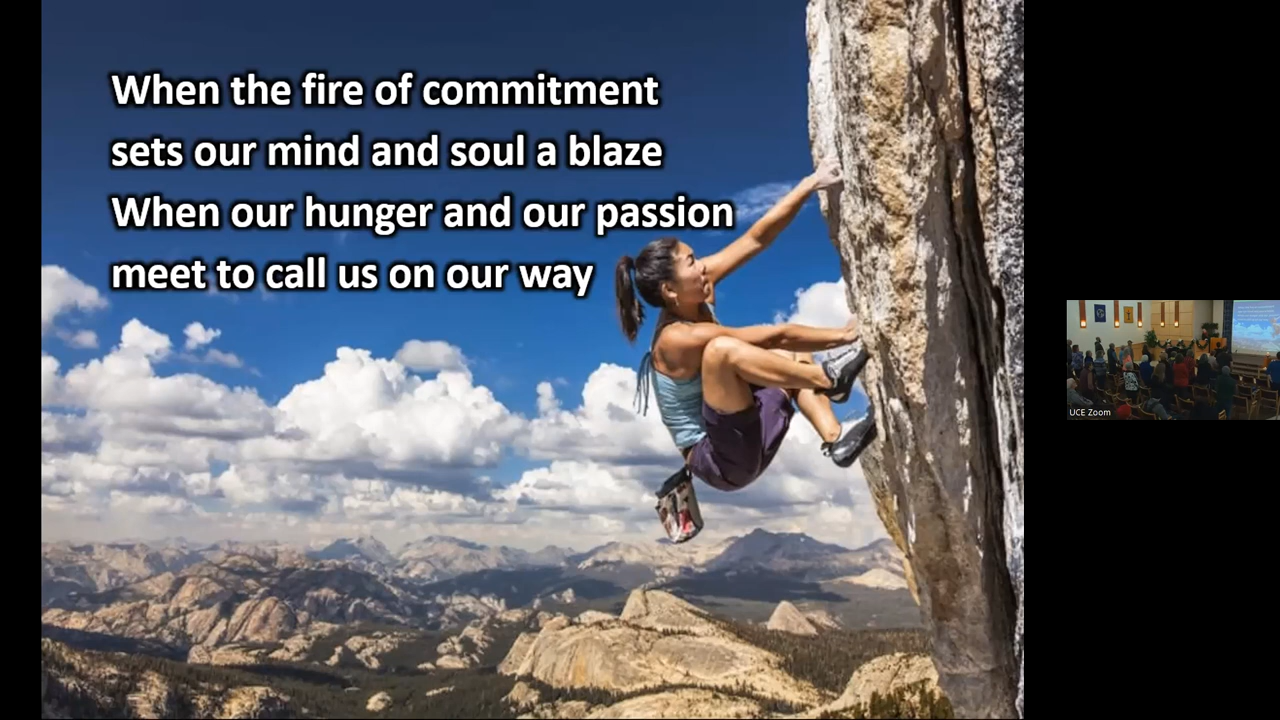 When the fire of commitment
sets our mind and soul a blaze
When our hunger and our passion
meet to call us on our way
UCE Zoom